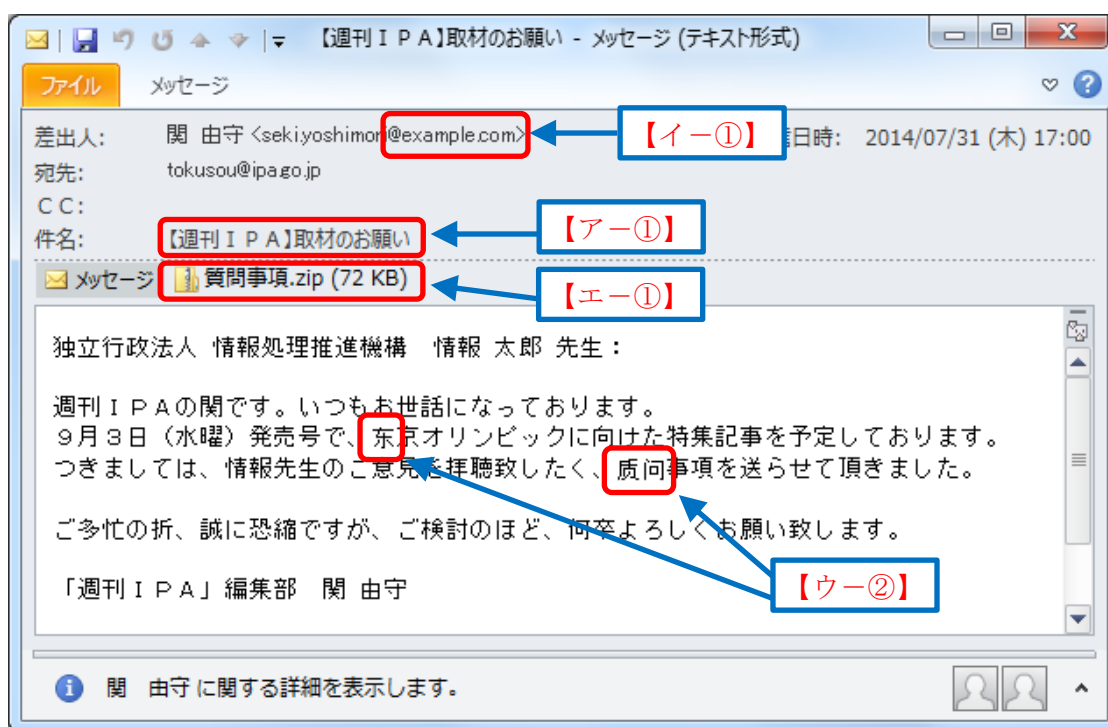 【週刊ＩＰＡ】取材のお願い - メッセージ (テキスト形式)
ファイル メッセージ
差出人: 関 由守 <seki.yoshimori@example.com> 【イー①】 日時: 2014/07/31 (木) 17:00
宛先: tokusou@ipa.go.jp
ＣＣ:
件名: 【週刊ＩＰＡ】取材のお願い 【アー①】
メッセージ 質問事項.zip (72 KB) 【エー①】
独立行政法人 情報処理推進機構 情報 太郎 先生：
週刊ＩＰＡの関です。いつもお世話になっております。
９月３日（水曜）発売号で、东京オリンピックに向けた特集記事を予定しております。
つきましては、情報先生のご意見を拝聴致したく、质问事項を送らせて頂きました。
ご多忙の折、誠に恐縮ですが、ご検討のほど、何卒よろしくお願い致します。
「週刊ＩＰＡ」編集部 関 由守
【ウー②】
関 由守 に関する詳細を表示します。